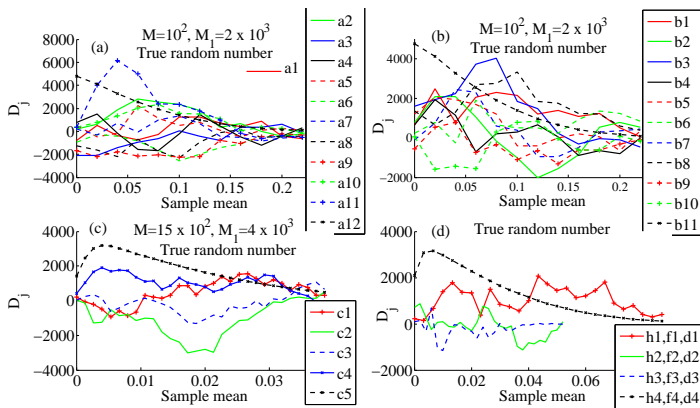 (a)
M=10², M₁=2 x 10³
True random number
a1
8000
6000
4000
2000
0
−2000
−4000
D_j
0
0.05
0.1
0.15
0.2
Sample mean
a2
a3
a4
a5
a6
a7
a8
a9
a10
a11
a12
(b)
M=10², M₁=2 x 10³
True random number
4000
2000
0
−2000
D_j
0
0.05
0.1
0.15
0.2
Sample mean
b1
b2
b3
b4
b5
b6
b7
b8
b9
b10
b11
(c)
M=15 x 10², M₁=4 x 10³
True random number
4000
2000
0
−2000
−4000
D_j
0
0.01
0.02
0.03
Sample mean
c1
c2
c3
c4
c5
True random number
(d)
4000
2000
0
−2000
−4000
D_j
0
0.02
0.04
0.06
Sample mean
h1,f1,d1
h2,f2,d2
h3,f3,d3
h4,f4,d4